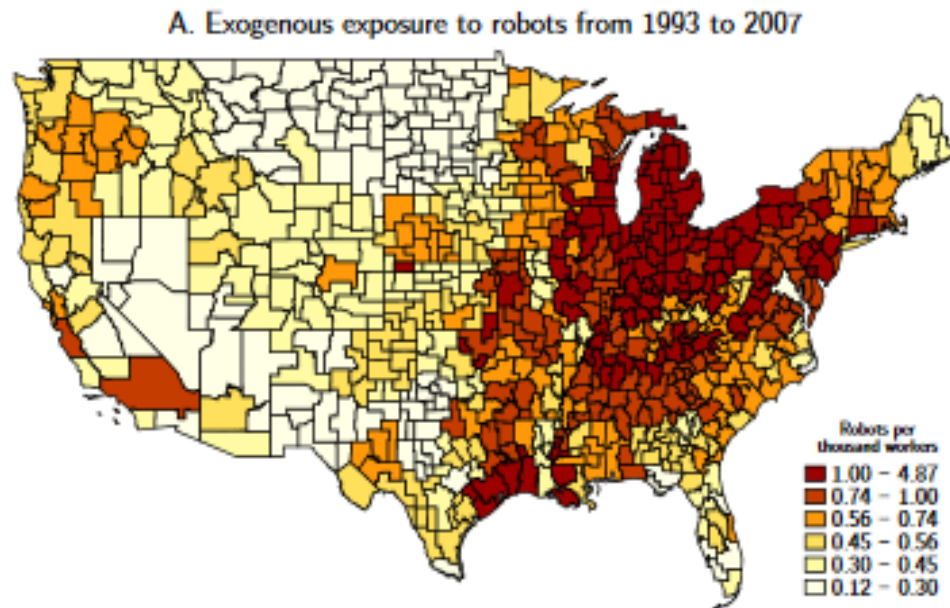 A. Exogenous exposure to robots from 1993 to 2007
Robots per
thousand workers
1.00 – 4.87
0.74 – 1.00
0.56 – 0.74
0.45 – 0.56
0.30 – 0.45
0.12 – 0.30